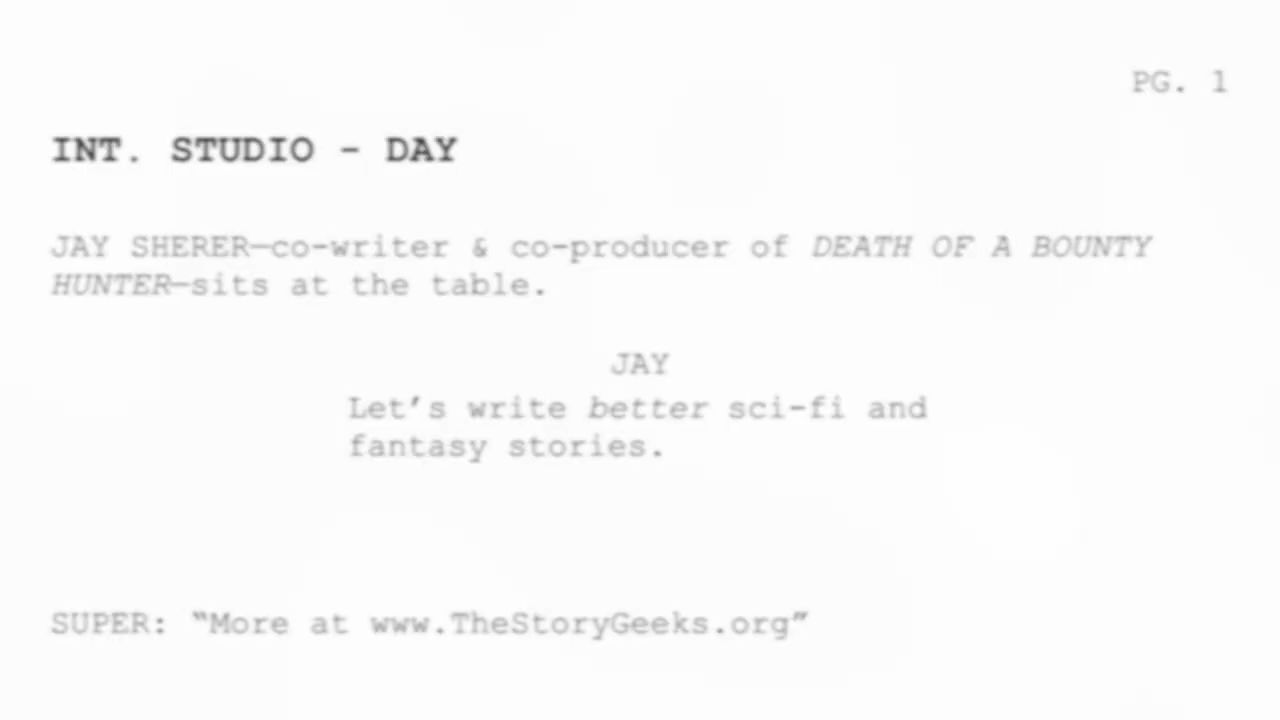 PG. 1
INT. STUDIO - DAY
JAY SHERER—co-writer & co-producer of DEATH OF A BOUNTY
HUNTER—sits at the table.
JAY
Let’s write better sci-fi and
fantasy stories.
SUPER: “More at www.TheStoryGeeks.org”